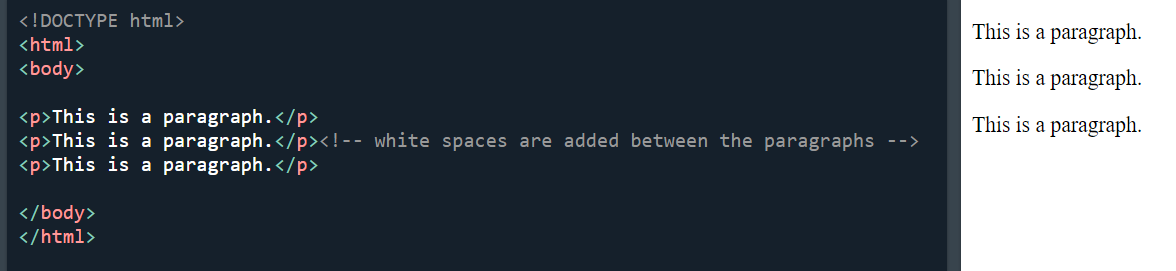 <!DOCTYPE html>
<html>
<body>
<p>This is a paragraph.</p>
<p>This is a paragraph.</p><!-- white spaces are added between the paragraphs -->
<p>This is a paragraph.</p>
</body>
</html>
This is a paragraph.
This is a paragraph.
This is a paragraph.